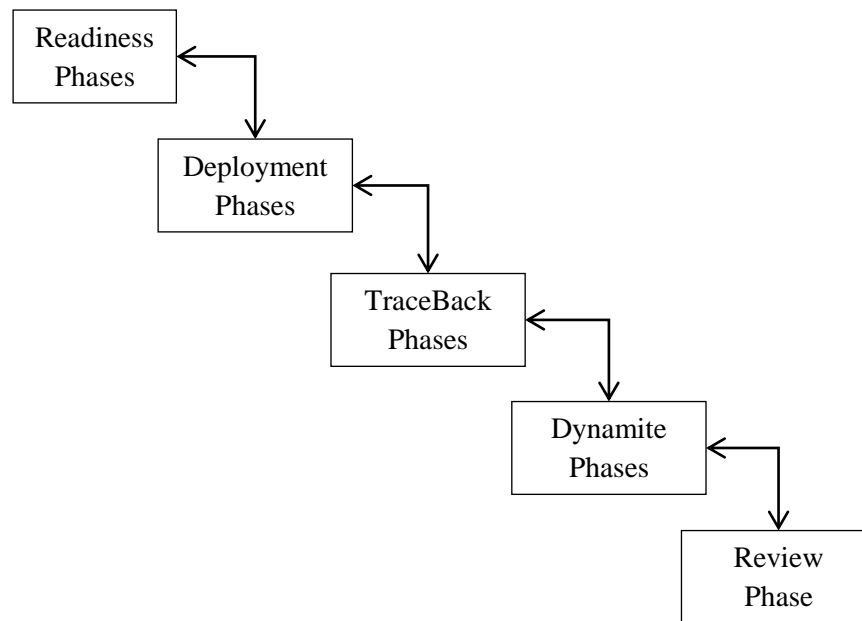 Readiness
Phases
Deployment
Phases
TraceBack
Phases
Dynamite
Phases
Review
Phase